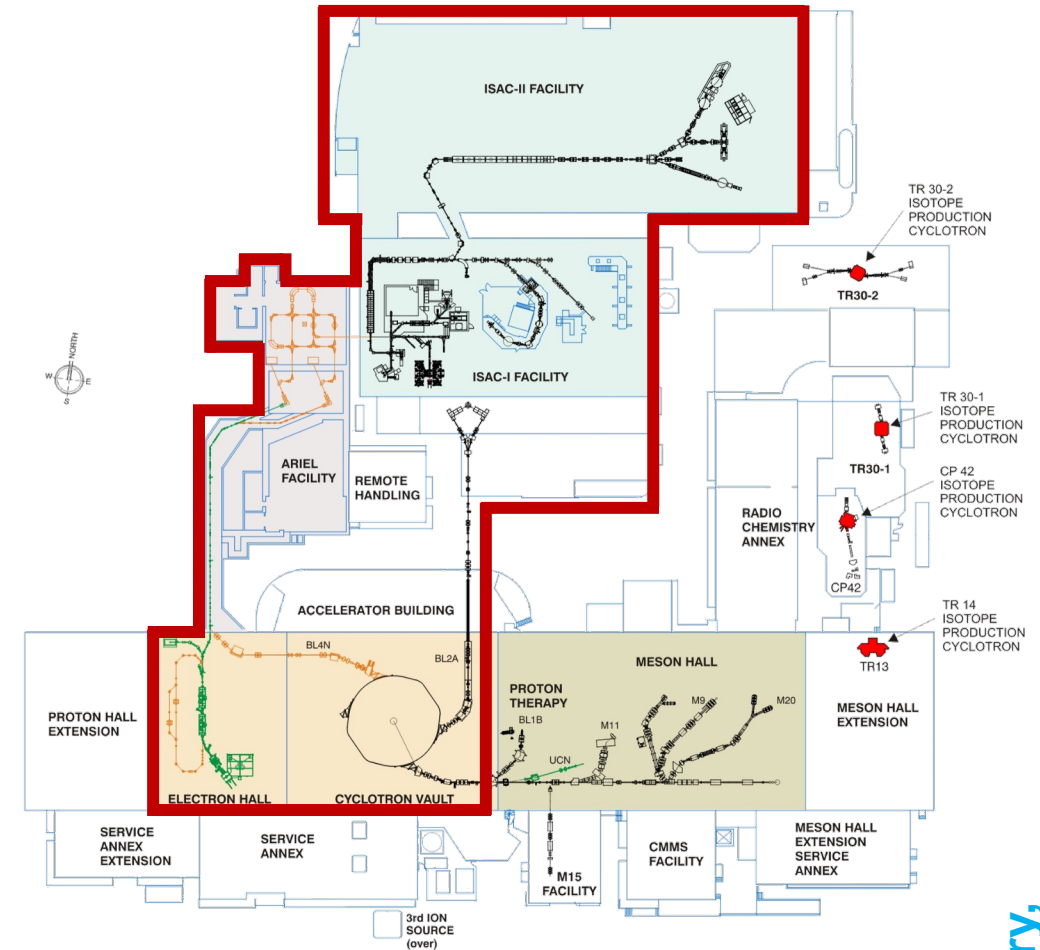 ISAC-II FACILITY
TR 30-2
ISOTOPE
PRODUCTION
CYCLOTRON
TR30-2
NORTH
W
E
S
ISAC-I FACILITY
TR 30-1
ISOTOPE
PRODUCTION
CYCLOTRON
TR30-1
ARIEL
FACILITY
REMOTE
HANDLING
CP 42
ISOTOPE
PRODUCTION
CYCLOTRON
RADIO
CHEMISTRY
ANNEX
CP42
ACCELERATOR BUILDING
TR 14
ISOTOPE
PRODUCTION
CYCLOTRON
TR13
BL4N
BL2A
MESON HALL
PROTON
THERAPY
BL1B
M11
M9
M20
UCN
PROTON HALL
EXTENSION
MESON HALL
EXTENSION
ELECTRON HALL
CYCLOTRON VAULT
SERVICE
ANNEX
EXTENSION
SERVICE
ANNEX
M15
FACILITY
CMMS
FACILITY
MESON HALL
EXTENSION
SERVICE
ANNEX
3rd ION
SOURCE
(over)
ry,